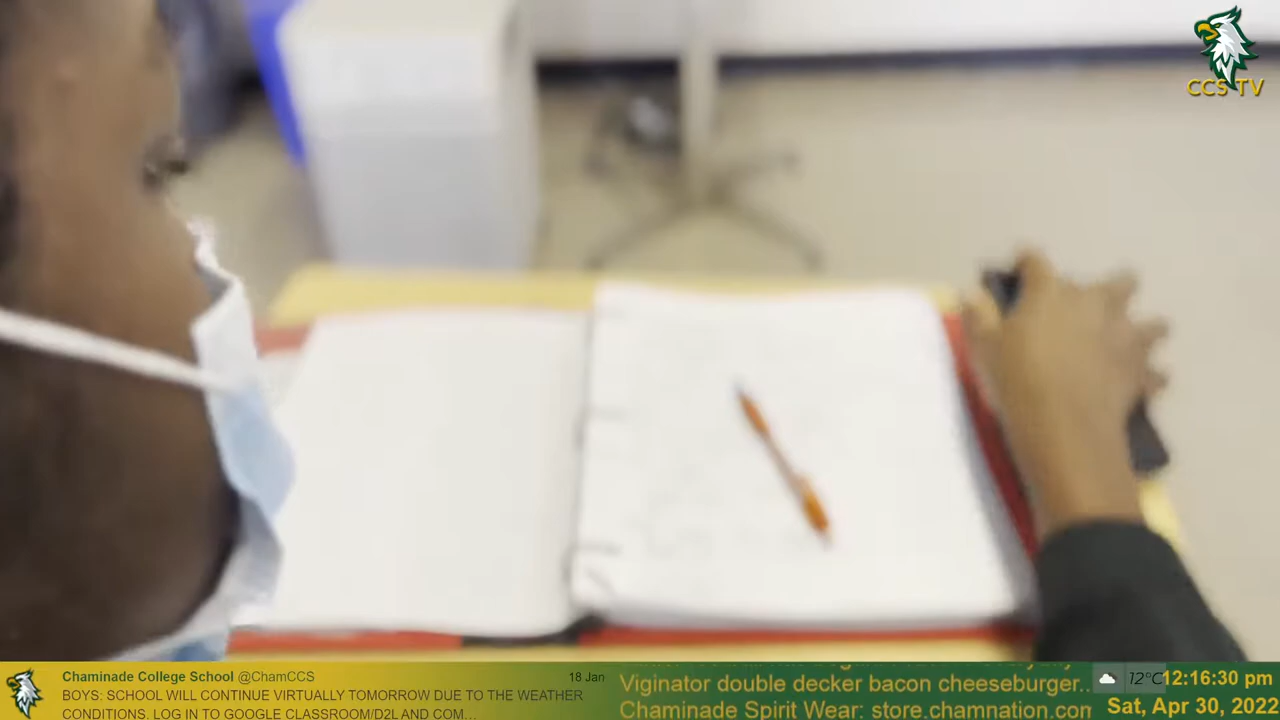 CCS TV
Chaminade College School @ChamCCS 18 Jan
BOYS: SCHOOL WILL CONTINUE VIRTUALLY TOMORROW DUE TO THE WEATHER
CONDITIONS. LOG IN TO GOOGLE CLASSROOM/D2L AND COM...
Viginator double decker bacon cheeseburger..
Chaminade Spirit Wear: store.chamnation.com
12°C
12:16:30 pm
Sat, Apr 30, 2022